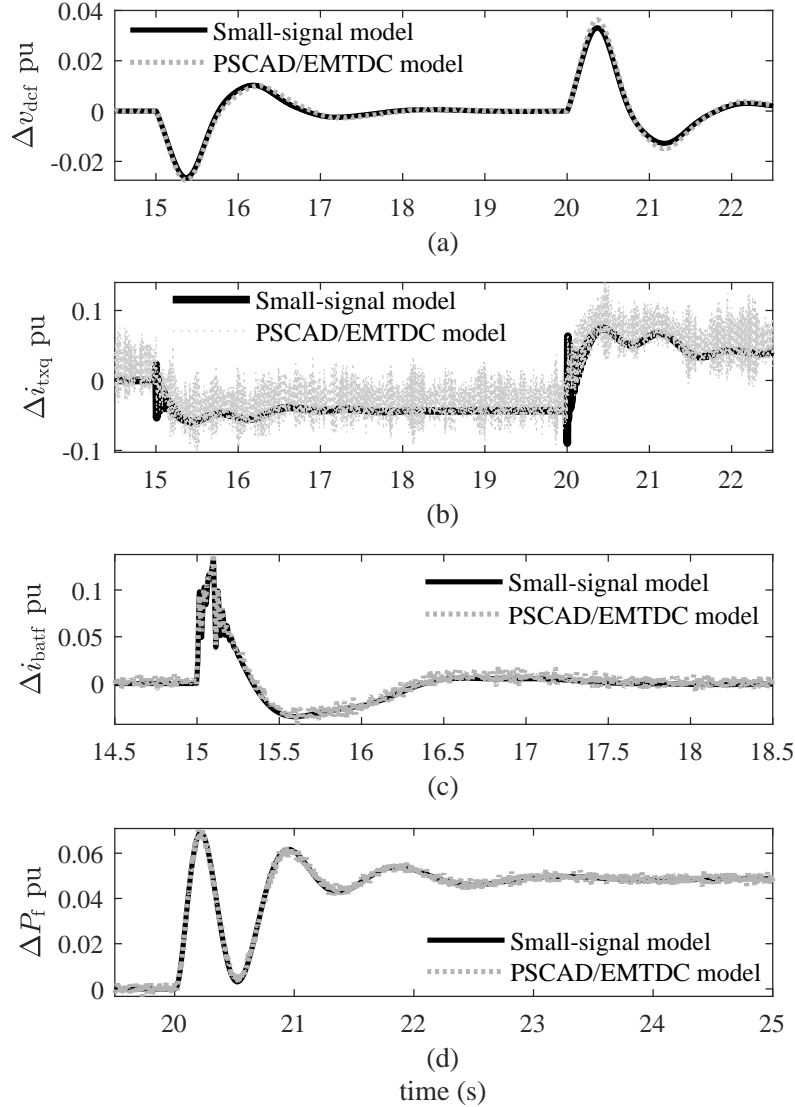 0.04
0.02
0
-0.02
Δv_dcf pu
Small-signal model
PSCAD/EMTDC model
15 16 17 18 19 20 21 22
(a)
0.1
0
-0.1
Δi_txq pu
Small-signal model
PSCAD/EMTDC model
15 16 17 18 19 20 21 22
(b)
0.1
0.05
0
Δi_batf pu
Small-signal model
PSCAD/EMTDC model
14.5 15 15.5 16 16.5 17 17.5 18 18.5
(c)
0.06
0.04
0.02
0
ΔP_f pu
Small-signal model
PSCAD/EMTDC model
20 21 22 23 24 25
(d)
time (s)